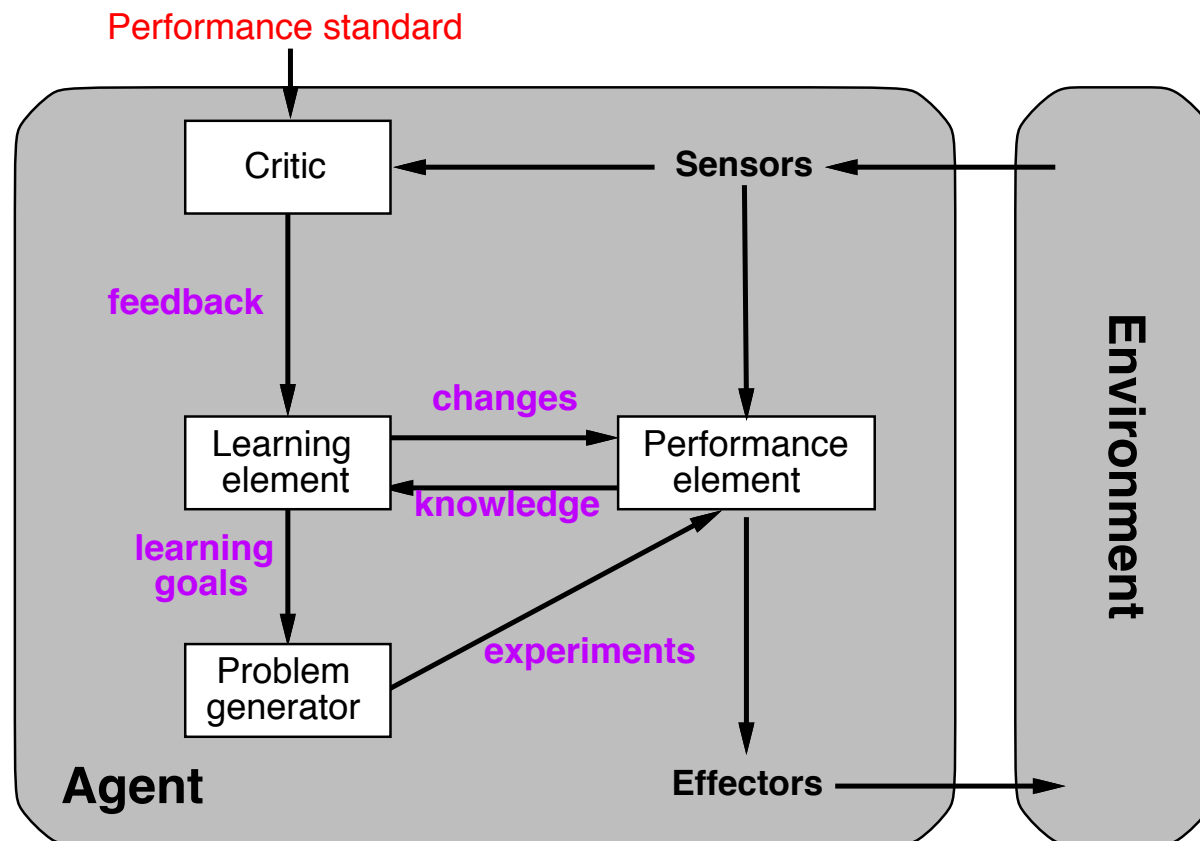 Performance standard
Critic
Sensors
feedback
changes
Learning
element
Performance
element
knowledge
learning
goals
Problem
generator
experiments
Agent
Effectors
Environment